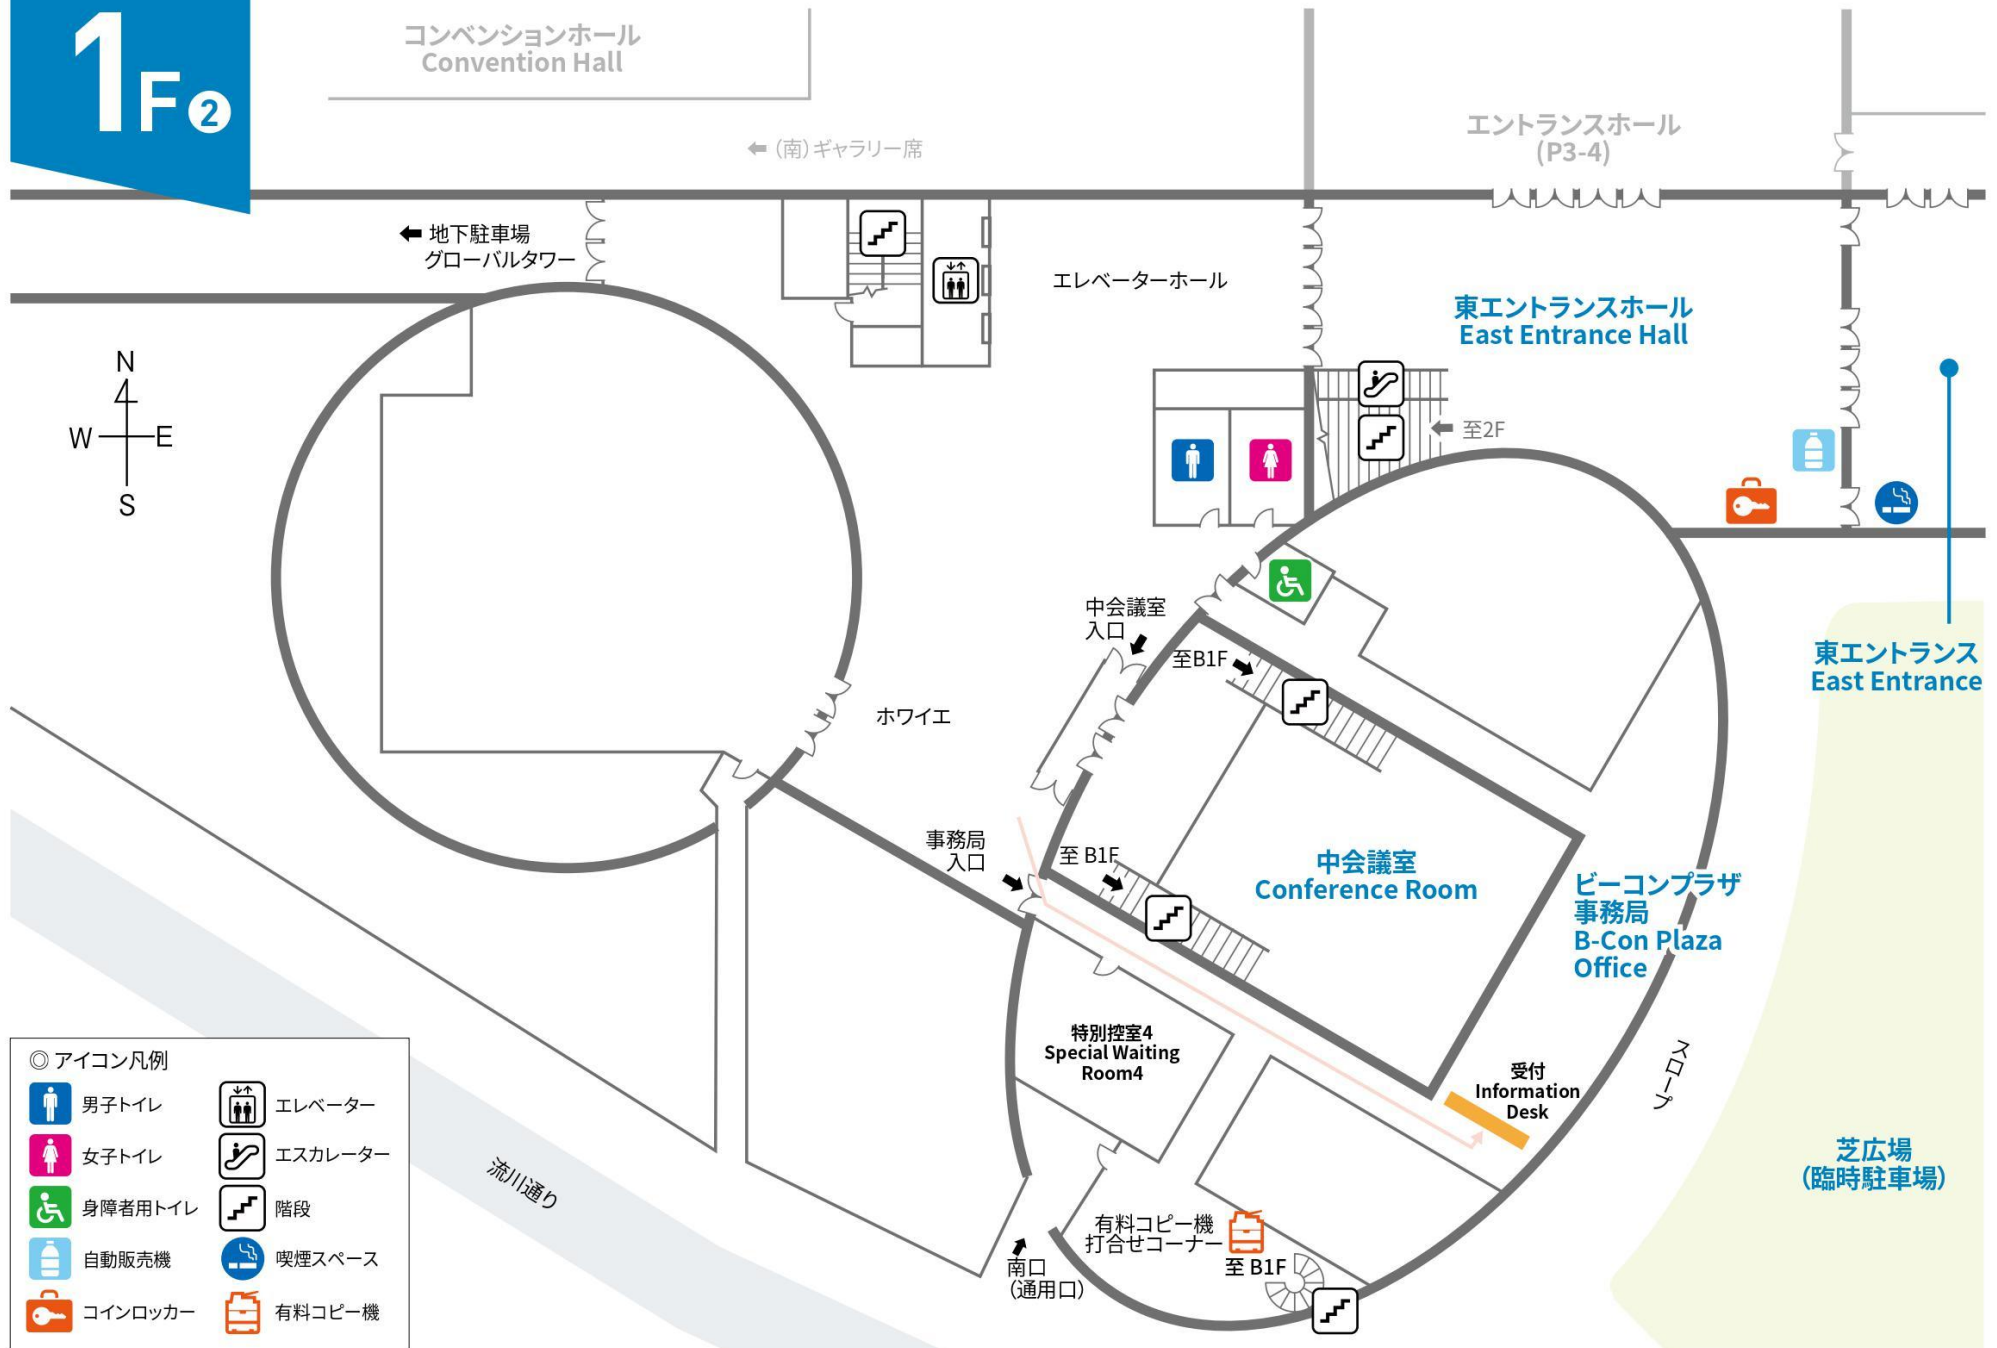 1F②
コンベンションホール
Convention Hall
←（南）ギャラリー席
エントランスホール
(P3-4)
← 地下駐車場
グローバルタワー
エレベーターホール
東エントランスホール
East Entrance Hall
← 至2F
N
W E
S
中会議室
入口
至B1F
ホワイエ
東エントランス
East Entrance
事務局
入口
至 B1F
中会議室
Conference Room
ビーコンプラザ
事務局
B-Con Plaza
Office
特別控室4
Special Waiting
Room4
受付
Information
Desk
スロープ
芝広場
（臨時駐車場）
流川通り
有料コピー機
打合せコーナー
至 B1F
南口
（通用口）
◎ アイコン凡例
男子トイレ
エレベーター
女子トイレ
エスカレーター
身障者用トイレ
階段
自動販売機
喫煙スペース
コインロッカー
有料コピー機